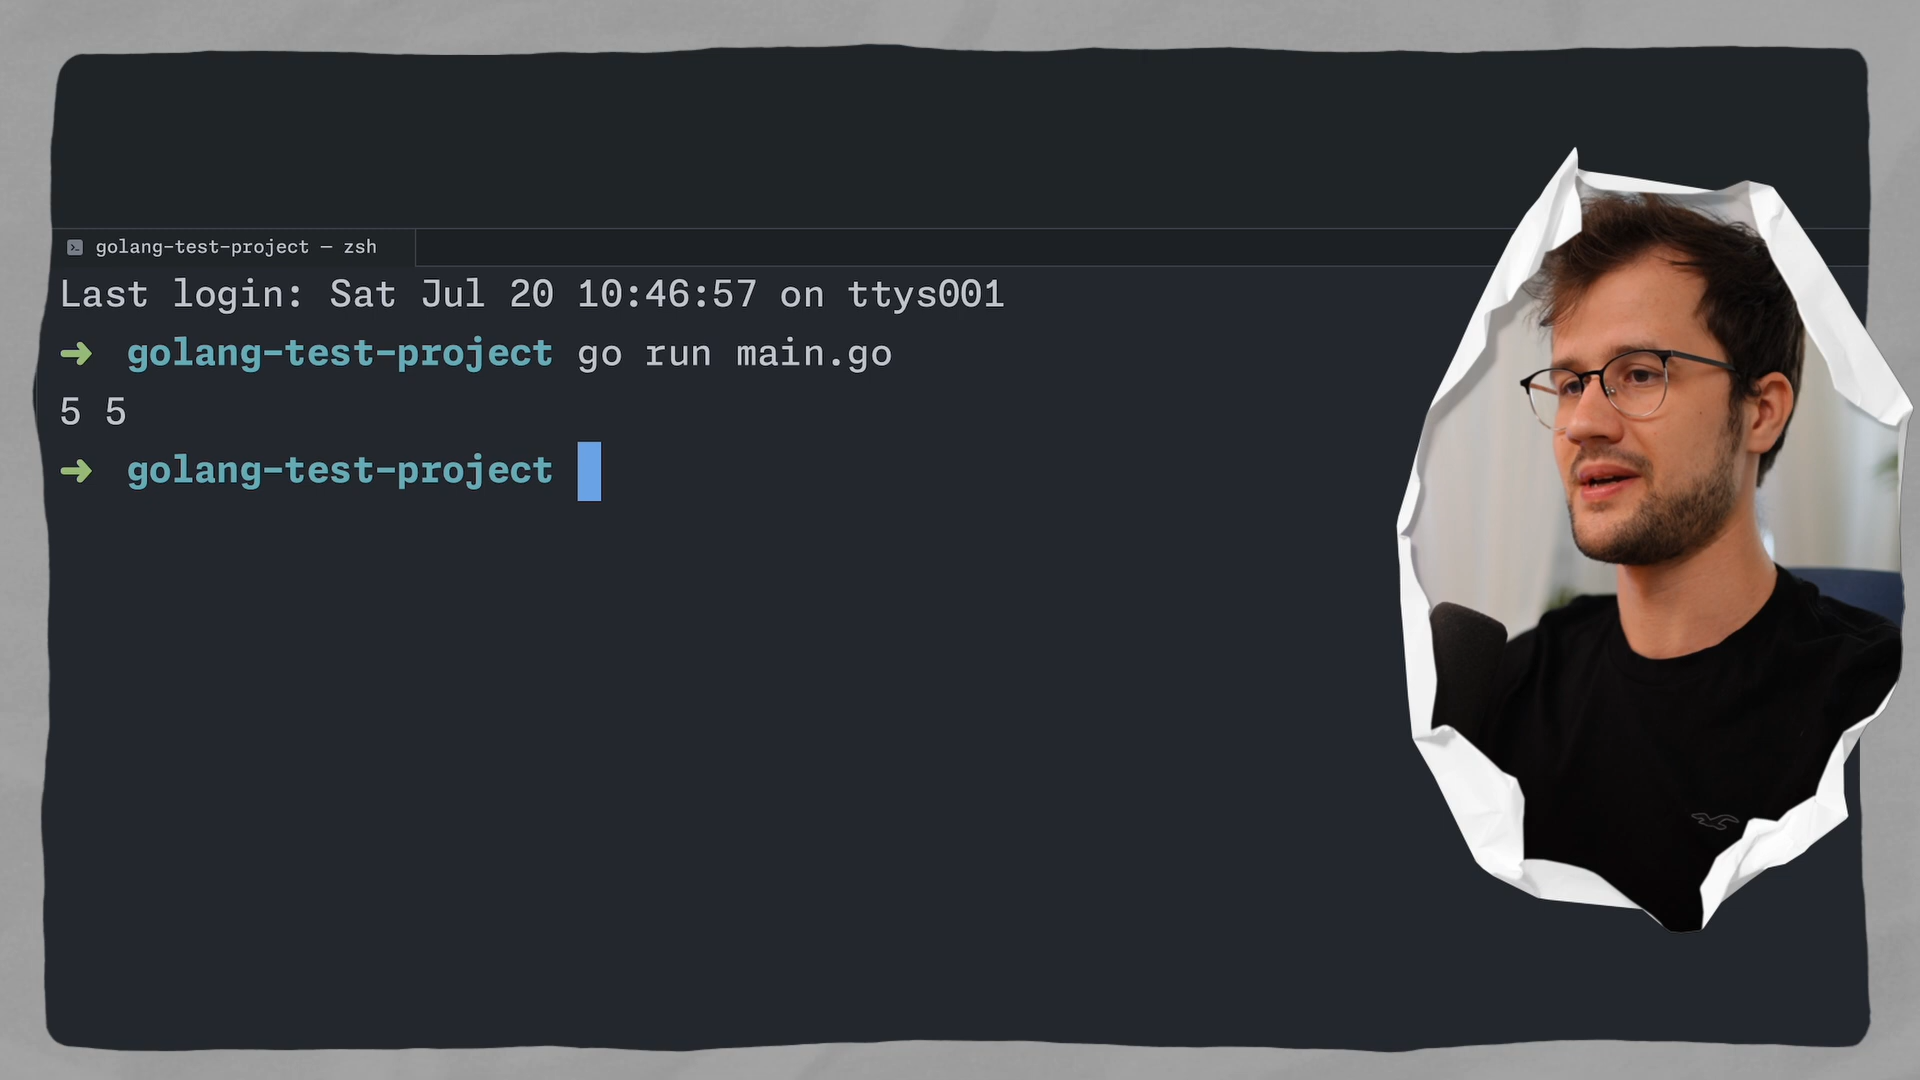 golang-test-project — zsh
Last login: Sat Jul 20 10:46:57 on ttys001
➜ golang-test-project go run main.go
5 5
➜ golang-test-project